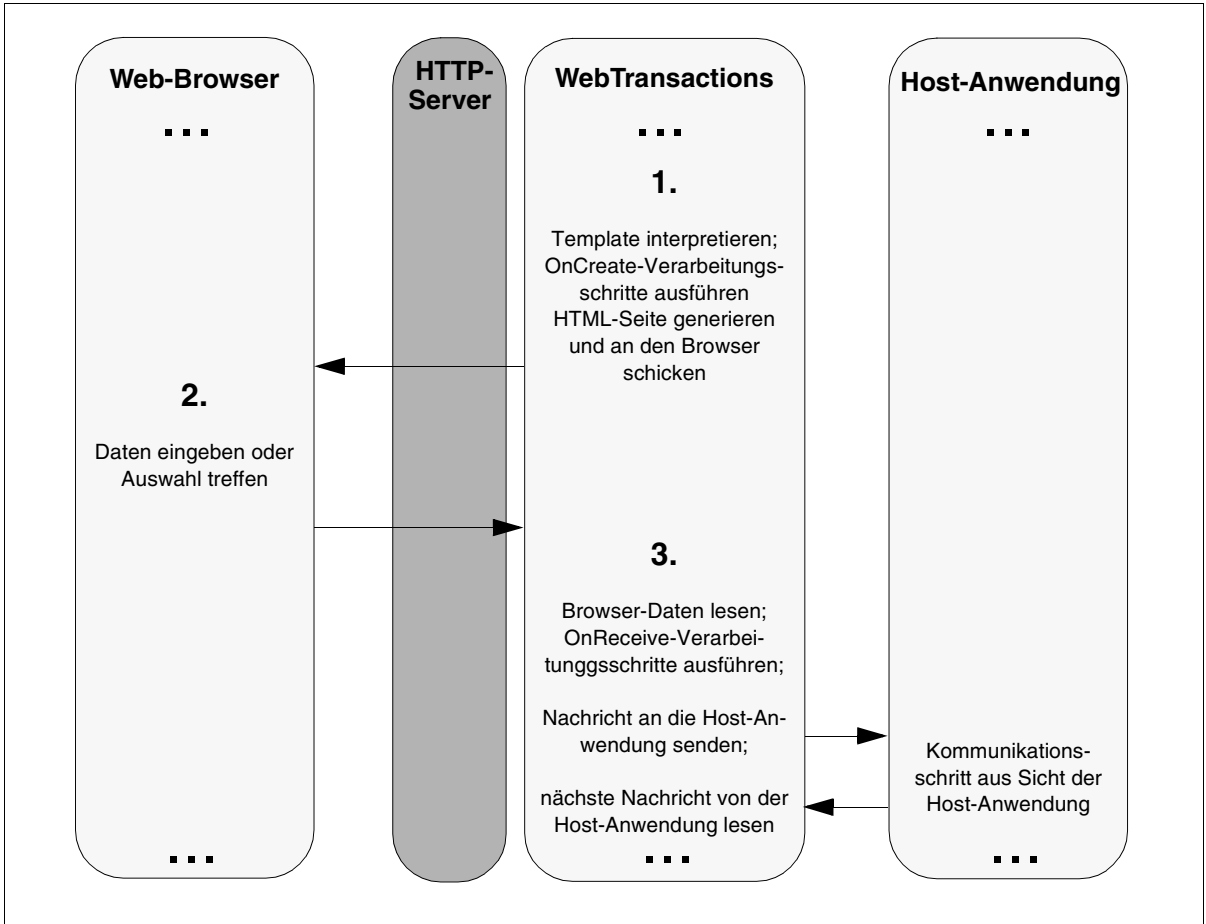 Web-Browser
HTTP-
Server
WebTransactions
Host-Anwendung
...
...
...
1.
Template interpretieren;
OnCreate-Verarbeitungs-
schritte ausführen
HTML-Seite generieren
und an den Browser
schicken
2.
Daten eingeben oder
Auswahl treffen
3.
Browser-Daten lesen;
OnReceive-Verarbei-
tunggsschritte ausführen;
Nachricht an die Host-An-
wendung senden;
nächste Nachricht von der
Host-Anwendung lesen
Kommunikations-
schritt aus Sicht der
Host-Anwendung
...
...
...